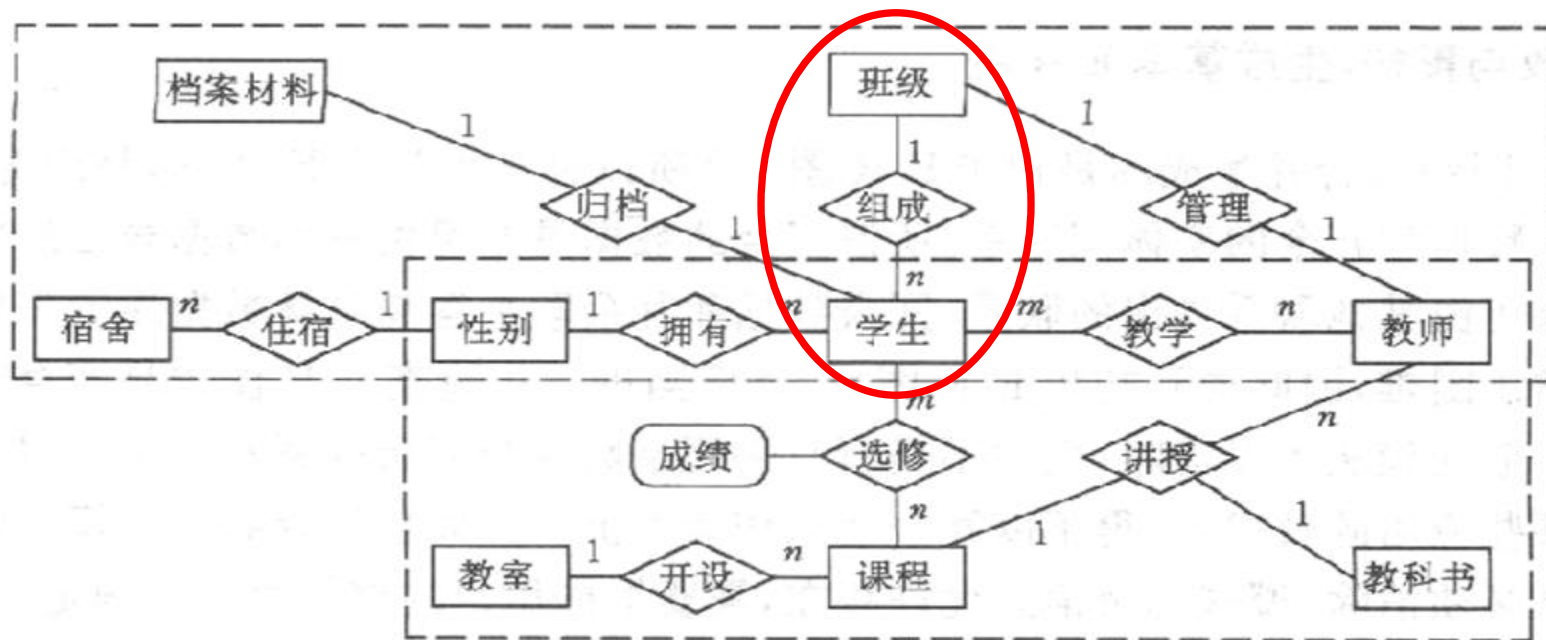 档案材料
班级
1
1
1
归档
组成
管理
1
1
n
宿舍
n
住宿
1
性别
1
拥有
n
学生
m
教学
n
教师
m
n
成绩
选修
讲授
n
1
1
教室
1
开设
n
课程
教科书